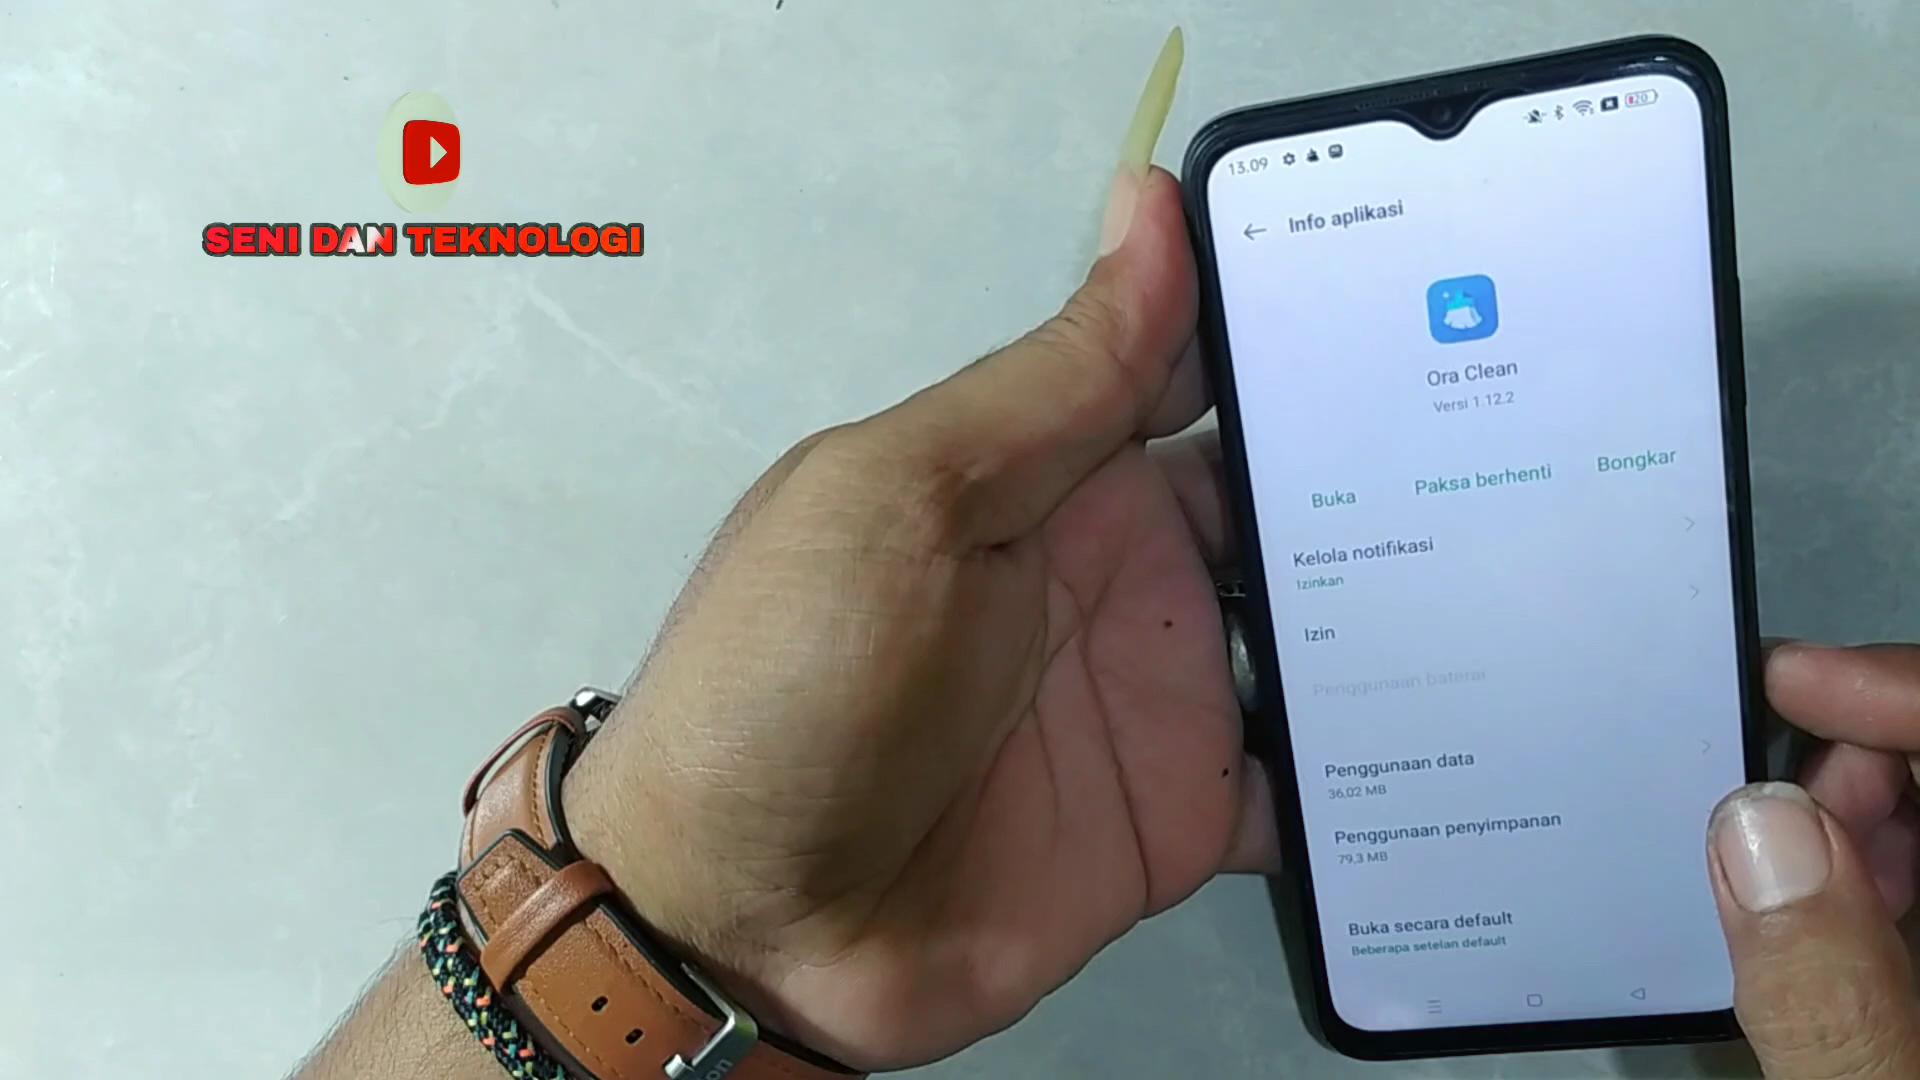 SENI DAN TEKNOLOGI
13.09
20
Info aplikasi
Ora Clean
Versi 1.12.2
Buka
Paksa berhenti
Bongkar
Kelola notifikasi
Izinkan
Izin
Penggunaan baterai
Penggunaan data
36,02 MB
Penggunaan penyimpanan
79,3 MB
Buka secara default
Beberapa setelan default